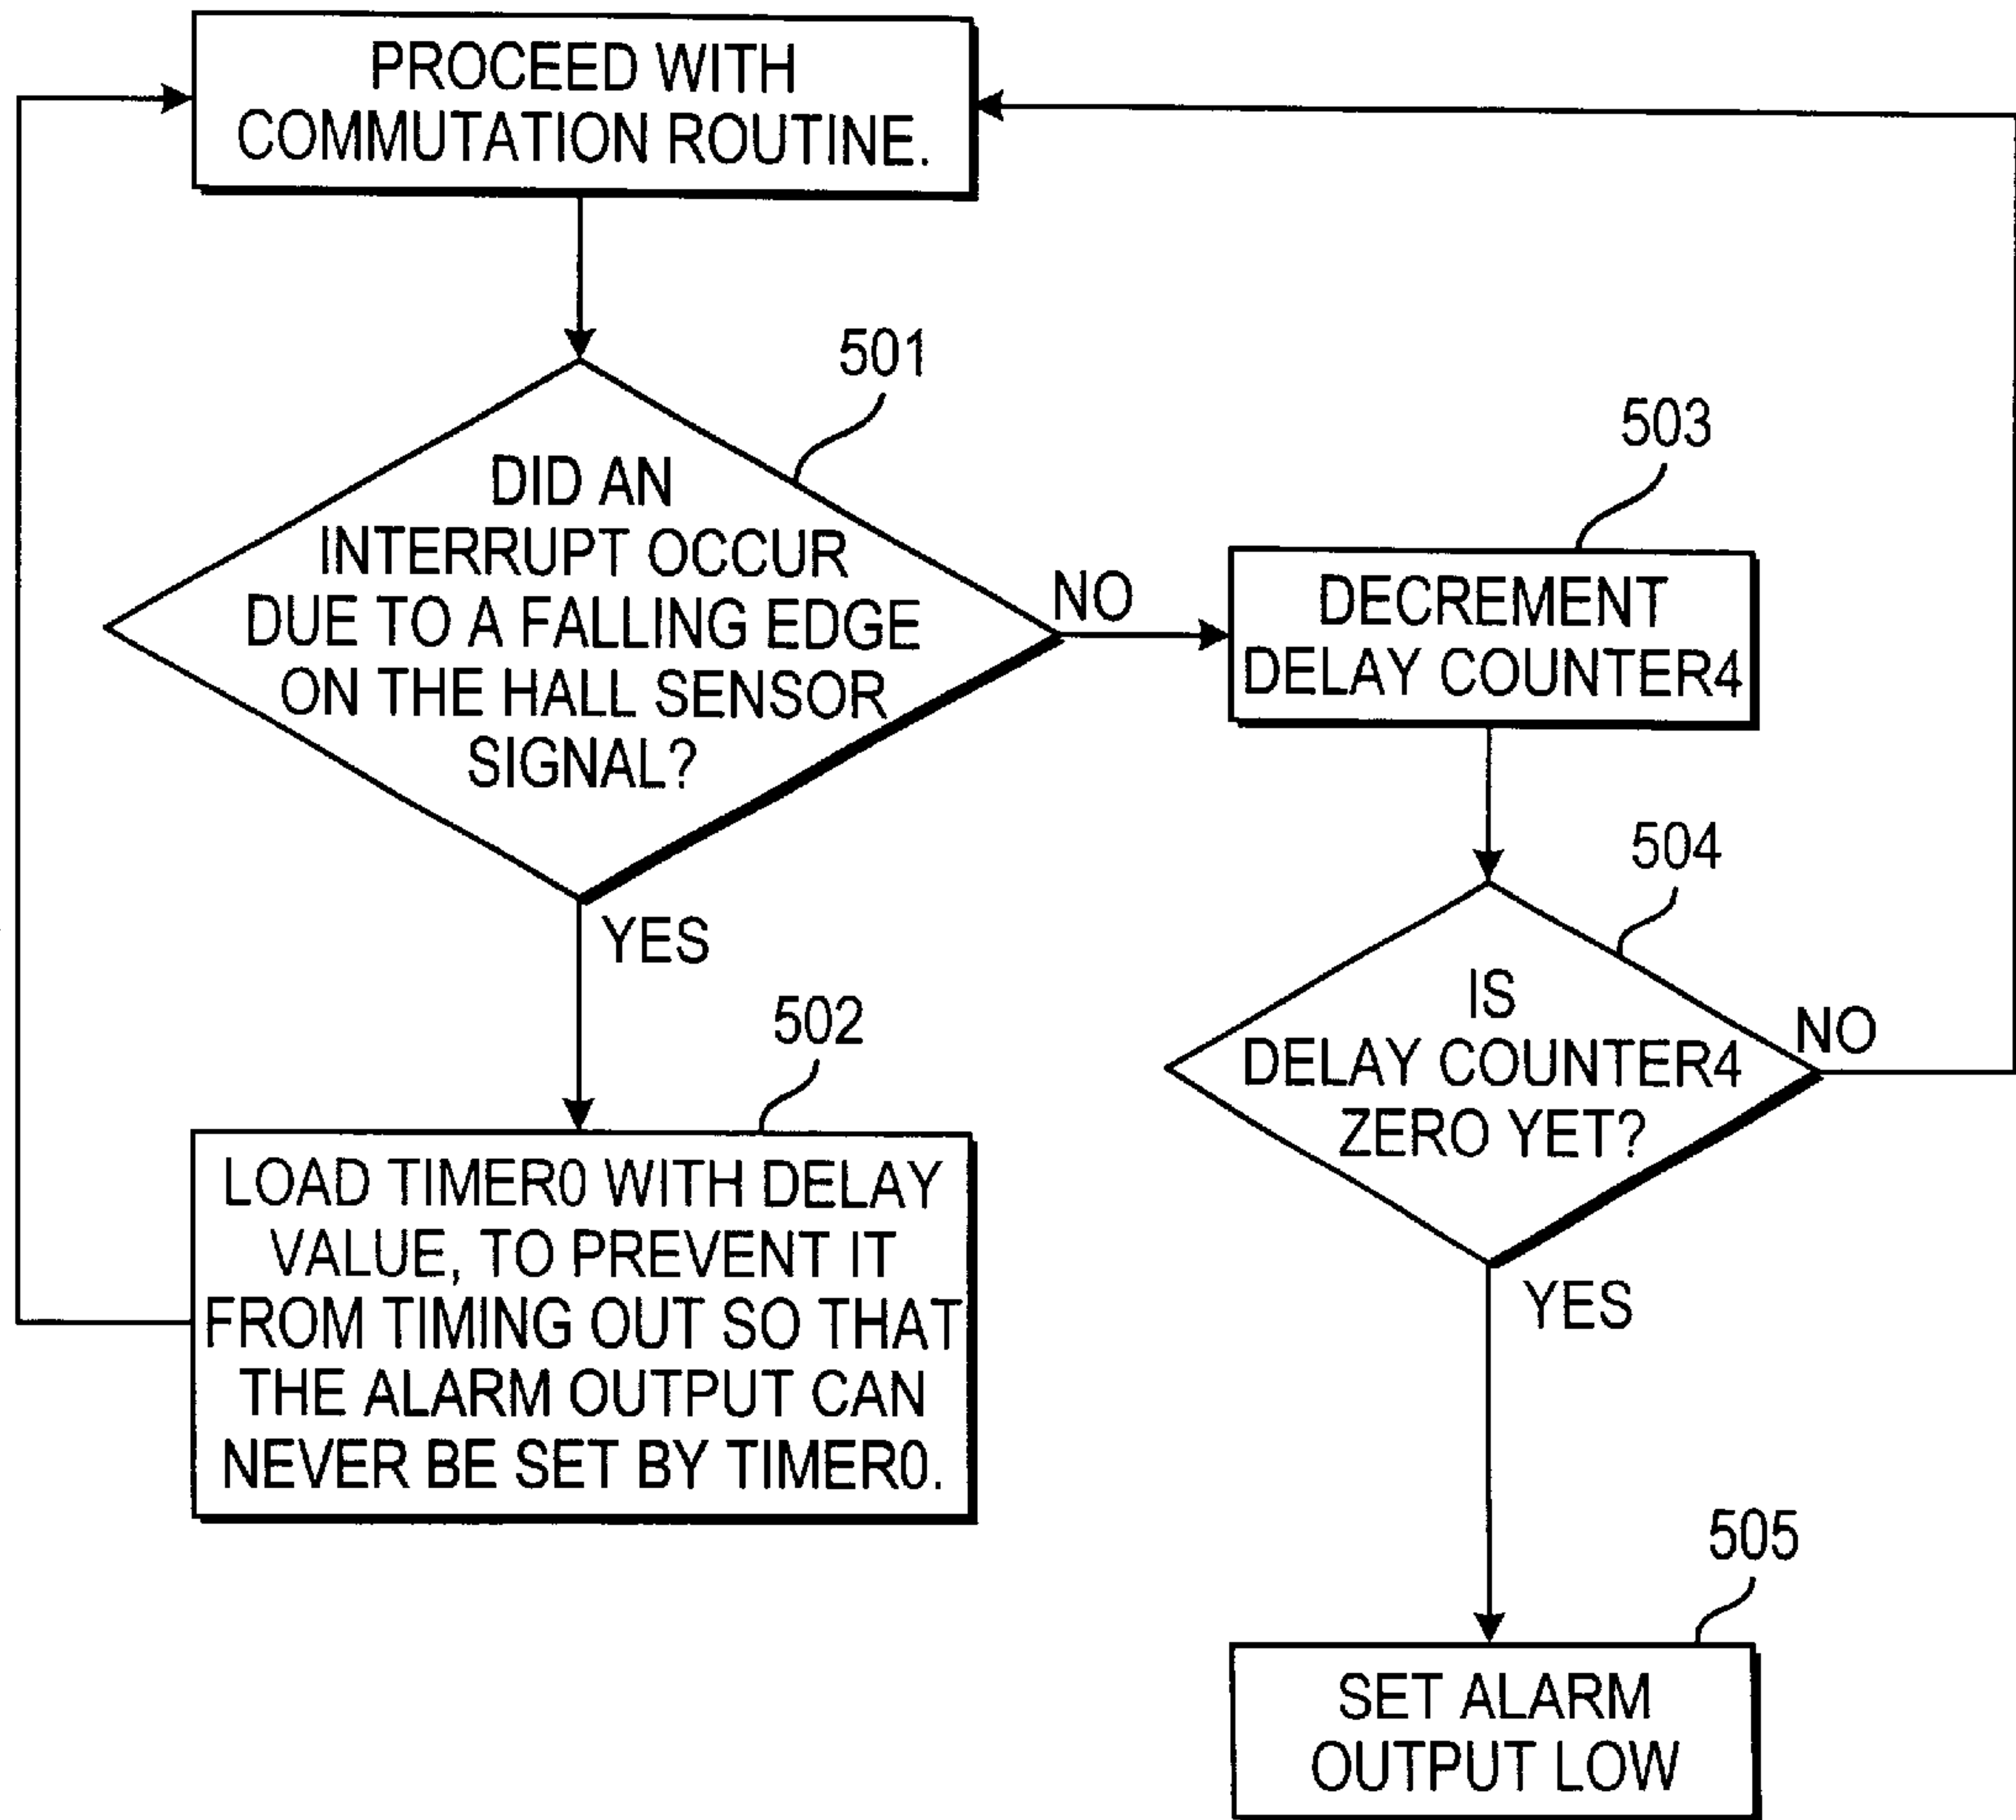 PROCEED WITH
COMMUTATION ROUTINE.
501
DID AN
INTERRUPT OCCUR
DUE TO A FALLING EDGE
ON THE HALL SENSOR
SIGNAL?
NO
YES
503
DECREMENT
DELAY COUNTER4
504
IS
DELAY COUNTER4
ZERO YET?
NO
YES
502
LOAD TIMER0 WITH DELAY
VALUE, TO PREVENT IT
FROM TIMING OUT SO THAT
THE ALARM OUTPUT CAN
NEVER BE SET BY TIMER0.
505
SET ALARM
OUTPUT LOW